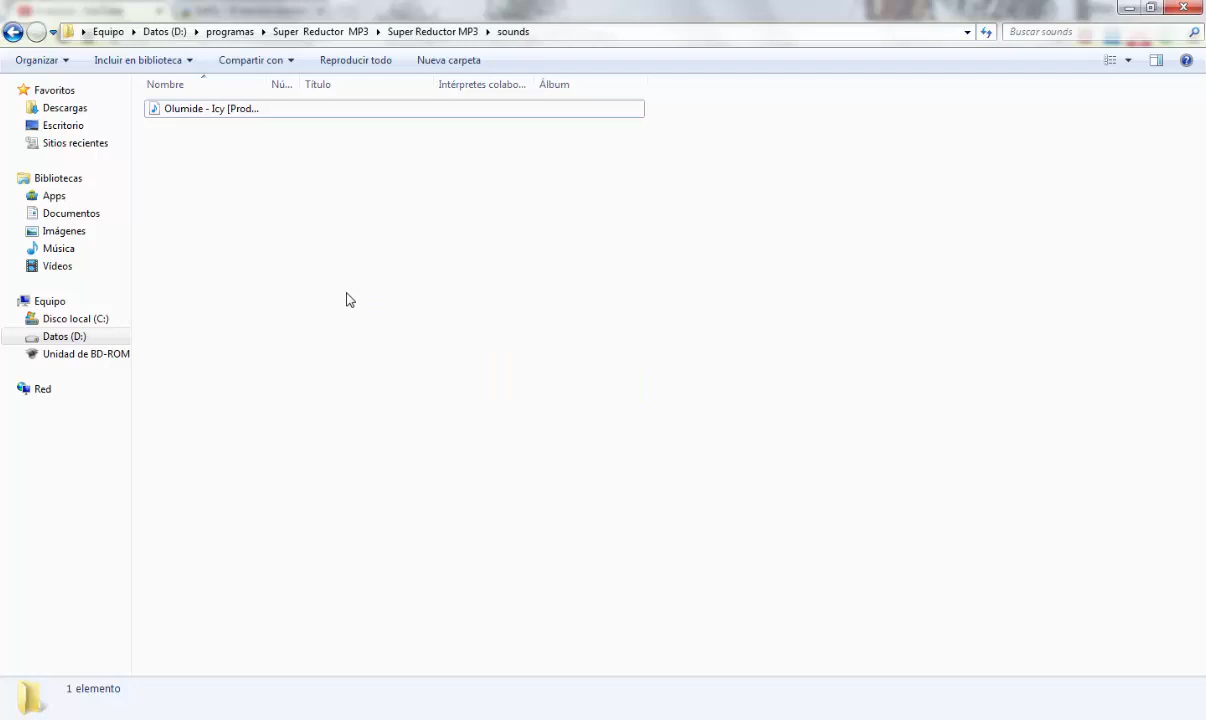 Equipo ▸ Datos (D:) ▸ programas ▸ Super Reductor MP3 ▸ Super Reductor MP3 ▸ sounds
Buscar sounds
Organizar Incluir en biblioteca Compartir con Reproducir todo Nueva carpeta
Nombre Nú... Título Intérpretes colabo... Álbum
Olumide - Icy [Prod...
Favoritos
Descargas
Escritorio
Sitios recientes
Bibliotecas
Apps
Documentos
Imágenes
Música
Vídeos
Equipo
Disco local (C:)
Datos (D:)
Unidad de BD-ROM
Red
1 elemento